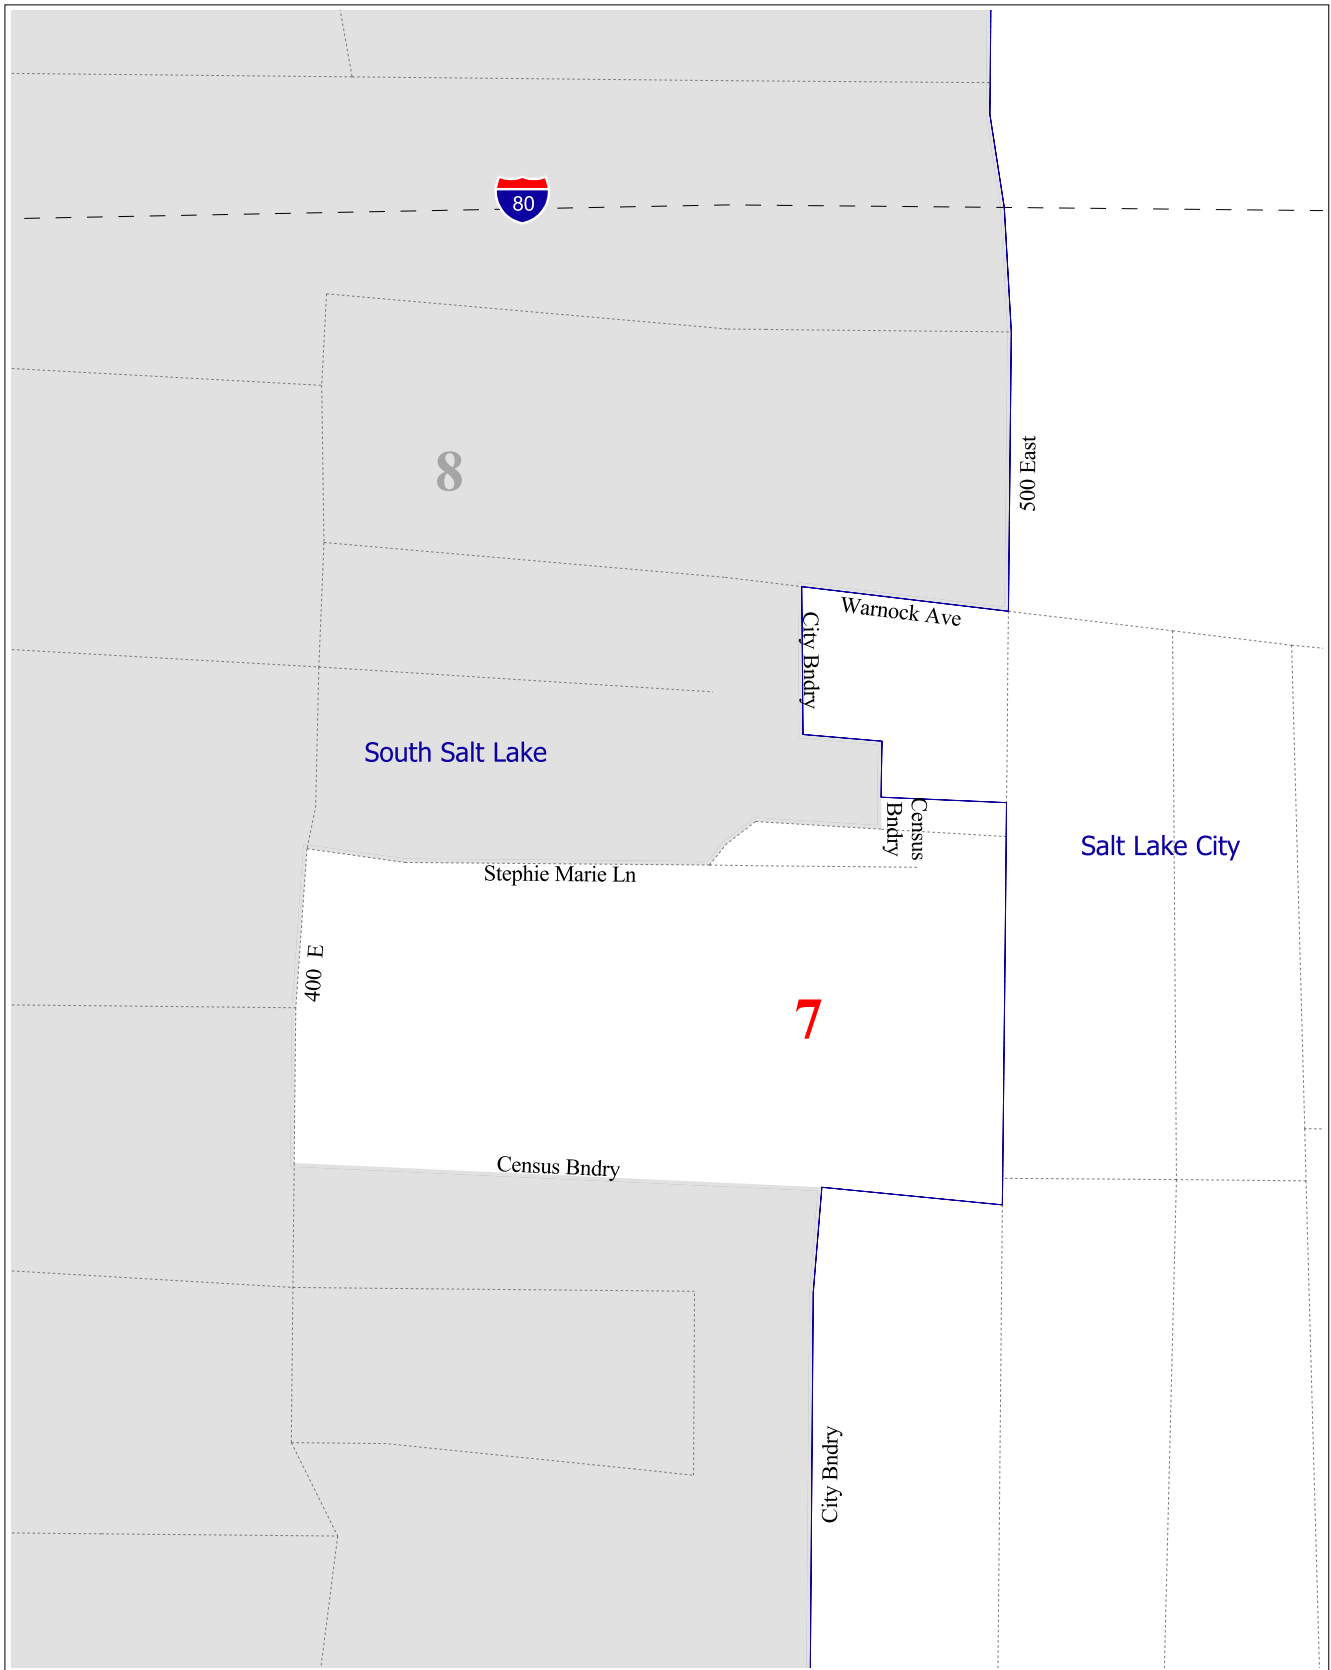 80
8
500 East
Warnock Ave
City Bndry
South Salt Lake
Census
Bndry
Salt Lake City
Stephie Marie Ln
400 E
7
Census Bndry
City Bndry